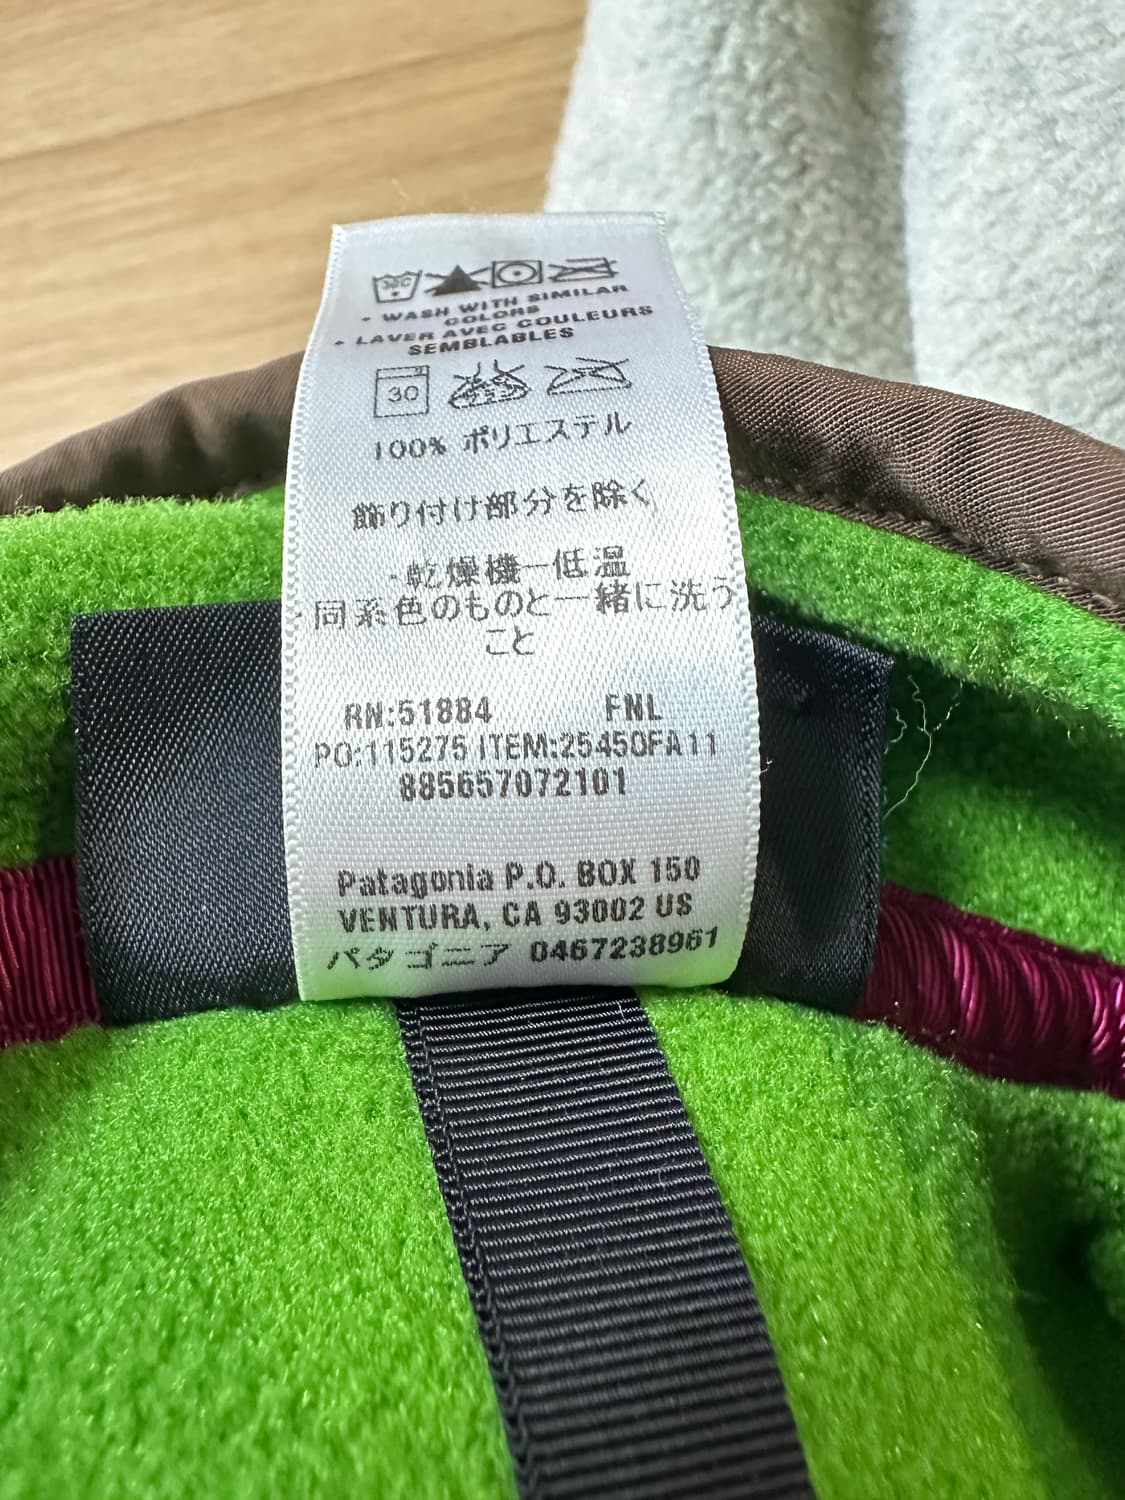 30C
• WASH WITH SIMILAR
COLORS
• LAVER AVEC COULEURS
SEMBLABLES
30
100% ポリエステル
飾り付け部分を除く
・乾燥機ー低温
・同系色のものと一緒に洗う
こと
RN:51884 FNL
PO:115275 ITEM:25450FA11
885657072101
Patagonia P.O. BOX 150
VENTURA, CA 93002 US
パタゴニア 0467238961